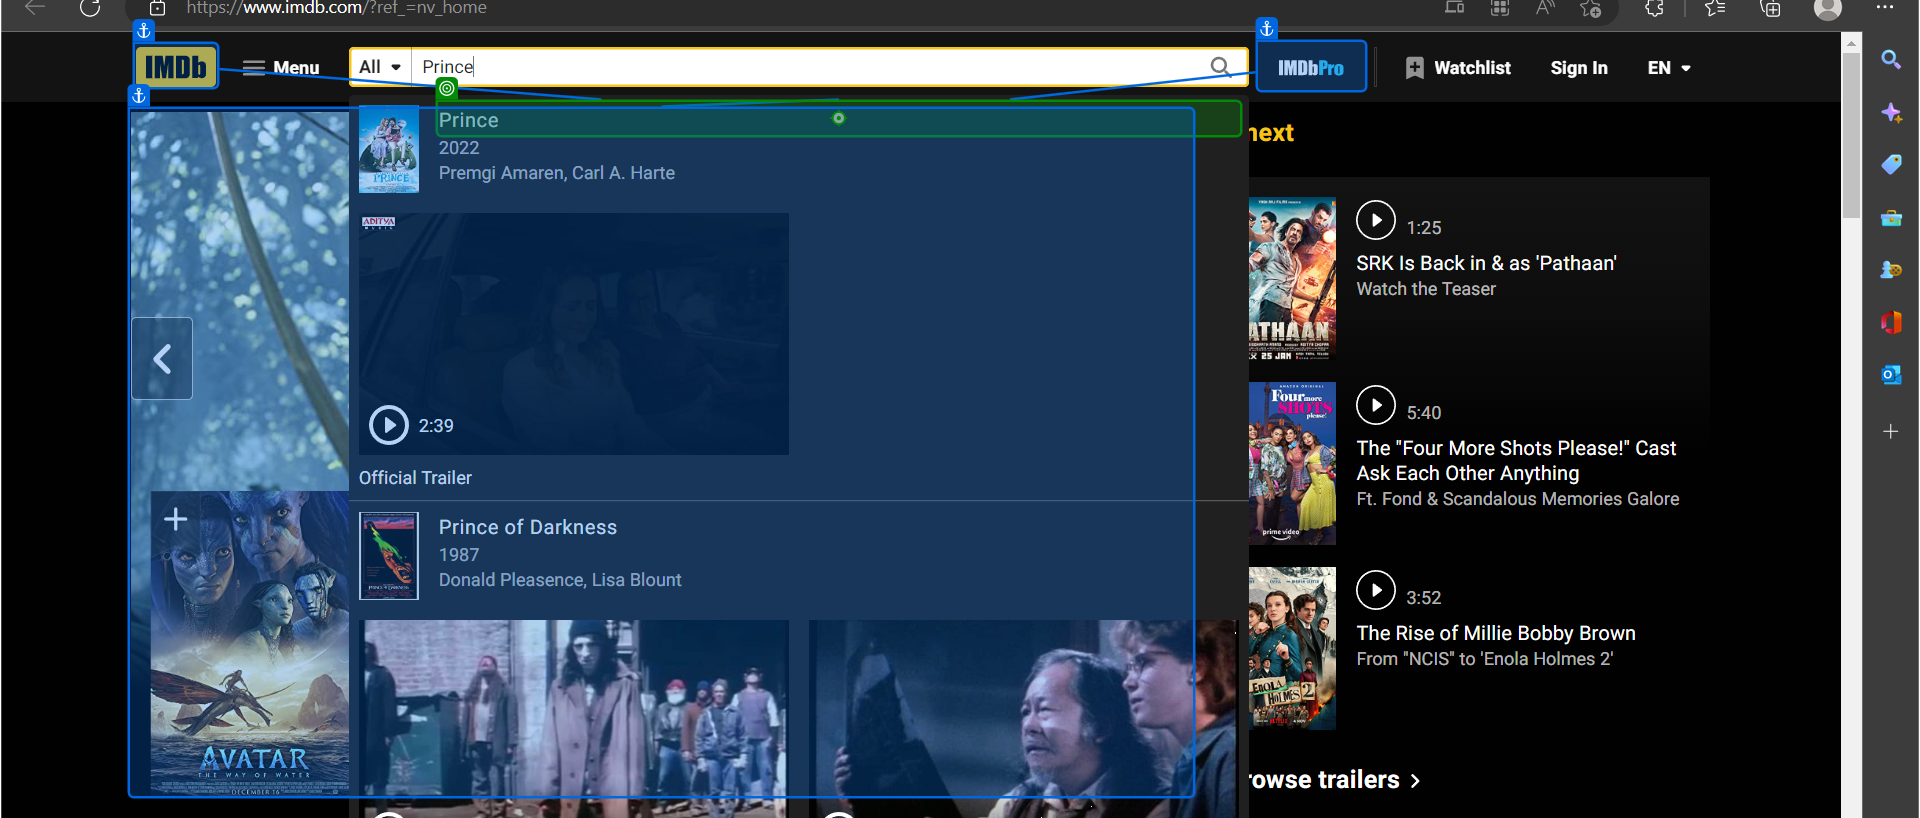 https://www.imdb.com/?ref_=nv_home
IMDb
Menu
All
Prince
IMDbPro
Watchlist
Sign In
EN
Prince
2022
Premgi Amaren, Carl A. Harte
PRINCE
ADITYA
MUSIC
2:39
Official Trailer
Prince of Darkness
1987
Donald Pleasence, Lisa Blount
AVATAR
THE WAY OF WATER
DECEMBER 16
next
1:25
SRK Is Back in & as 'Pathaan'
Watch the Teaser
ATHAAN
25 JAN
AMAZON ORIGINAL
Four more
SHOTS
please!
prime video
5:40
The "Four More Shots Please!" Cast
Ask Each Other Anything
Ft. Fond & Scandalous Memories Galore
ENOLA
HOLMES 2
3:52
The Rise of Millie Bobby Brown
From "NCIS" to 'Enola Holmes 2'
rowse trailers